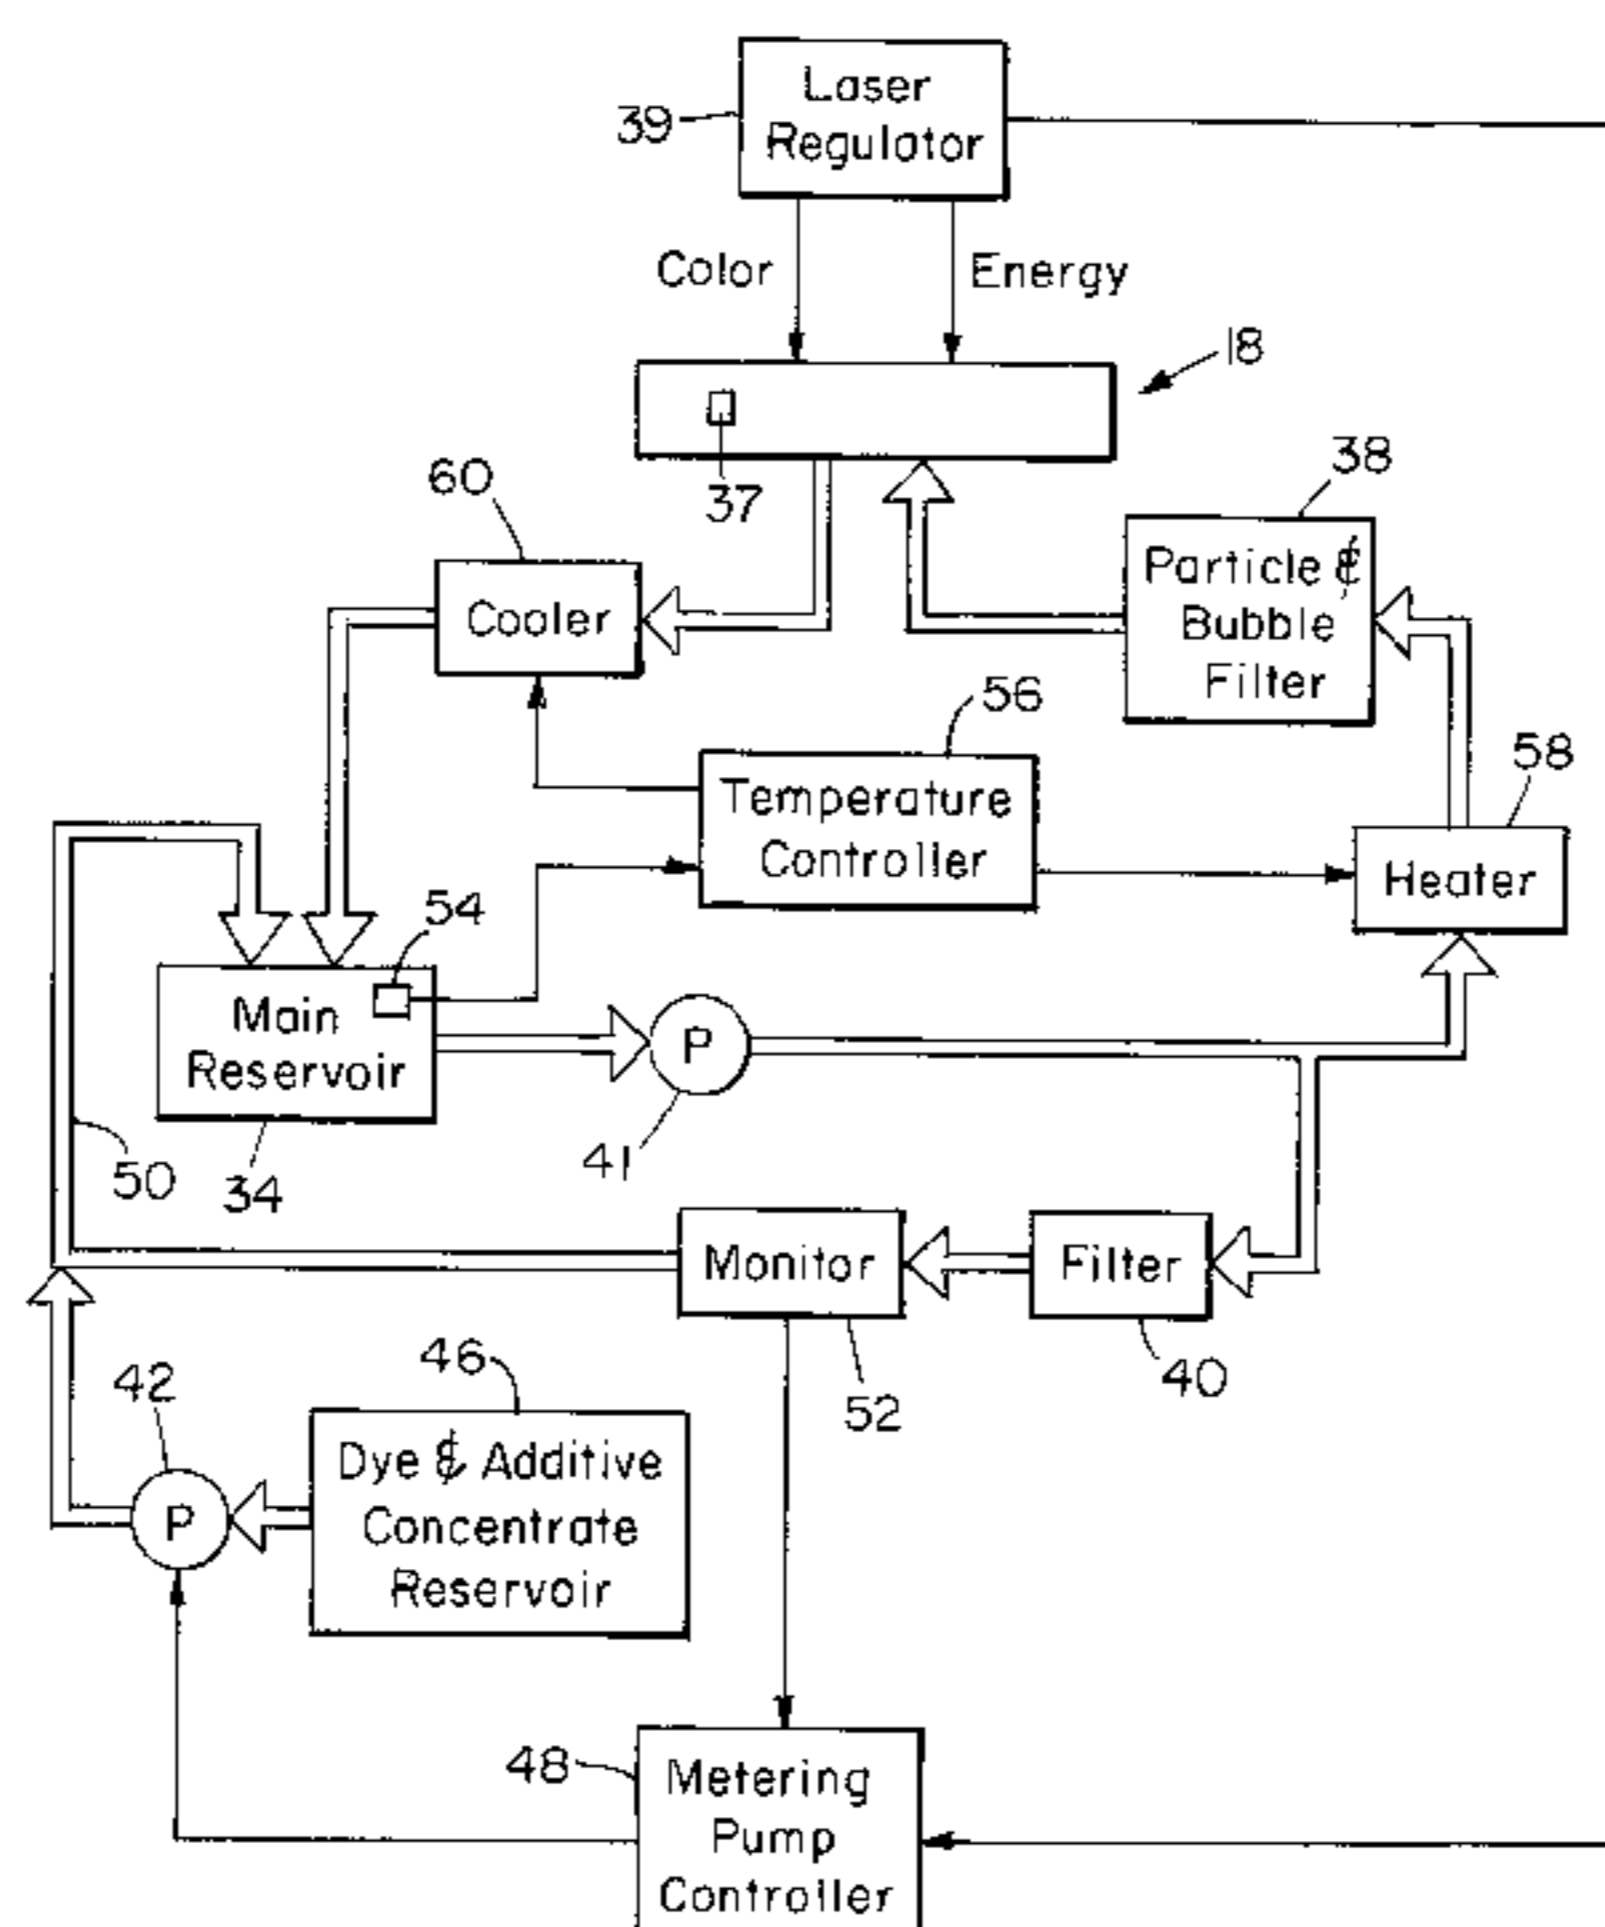 Laser
Regulator
39
Color
Energy
18
37
60
38
Cooler
Particle &
Bubble
Filter
56
58
Temperature
Controller
Heater
54
Main
Reservoir
P
41
50
34
Monitor
Filter
52
40
42
46
Dye & Additive
Concentrate
Reservoir
P
48
Metering
Pump
Controller